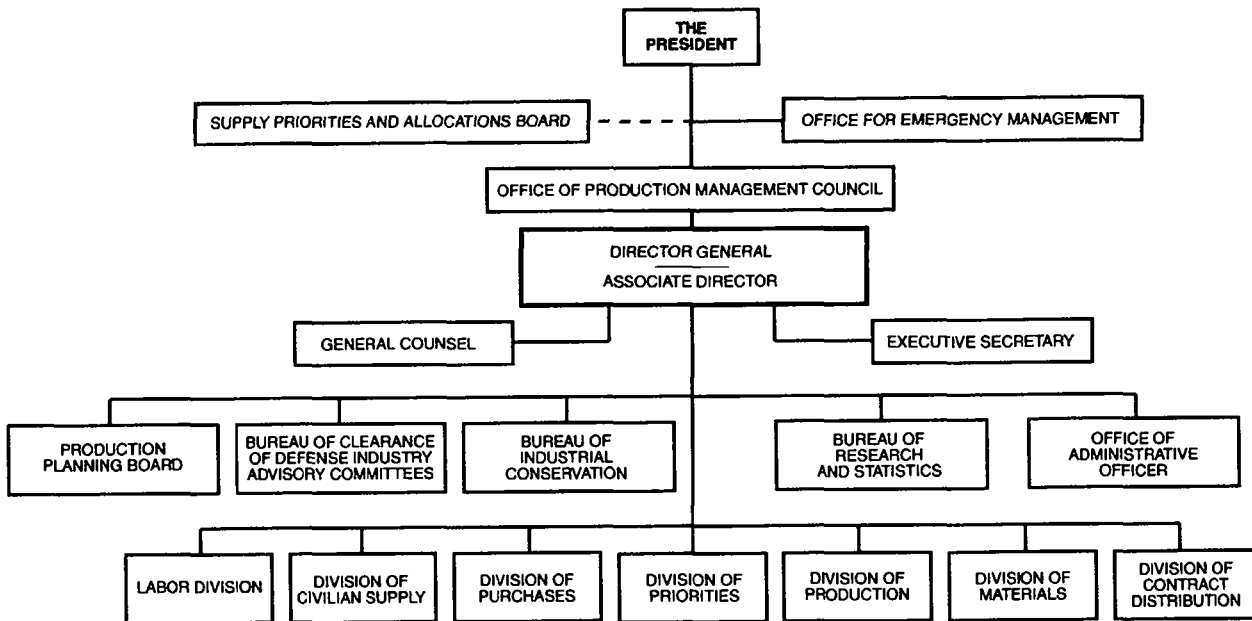 THE
PRESIDENT
SUPPLY PRIORITIES AND ALLOCATIONS BOARD
OFFICE FOR EMERGENCY MANAGEMENT
OFFICE OF PRODUCTION MANAGEMENT COUNCIL
DIRECTOR GENERAL
ASSOCIATE DIRECTOR
GENERAL COUNSEL
EXECUTIVE SECRETARY
PRODUCTION
PLANNING BOARD
BUREAU OF CLEARANCE
OF DEFENSE INDUSTRY
ADVISORY COMMITTEES
BUREAU OF
INDUSTRIAL
CONSERVATION
BUREAU OF
RESEARCH
AND STATISTICS
OFFICE OF
ADMINISTRATIVE
OFFICER
LABOR DIVISION
DIVISION OF
CIVILIAN SUPPLY
DIVISION OF
PURCHASES
DIVISION OF
PRIORITIES
DIVISION OF
PRODUCTION
DIVISION OF
MATERIALS
DIVISION OF
CONTRACT
DISTRIBUTION